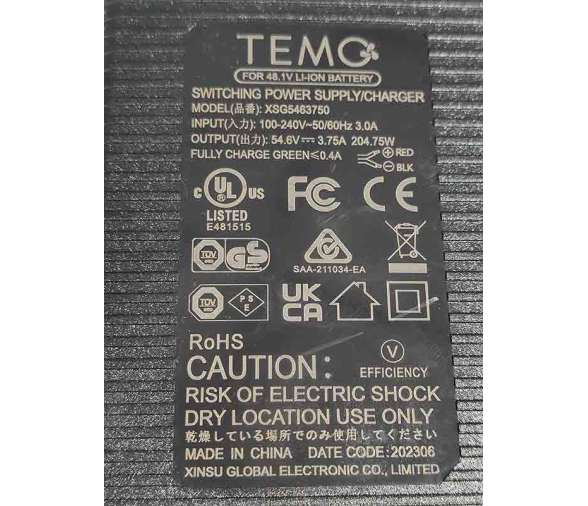 TEMO
FOR 48.1V LI-ION BATTERY
SWITCHING POWER SUPPLY/CHARGER
MODEL(品番): XSG5463750
INPUT(入力): 100-240V~50/60Hz 3.0A
OUTPUT(出力): 54.6V⎓3.75A 204.75W
FULLY CHARGE GREEN≤0.4A
⊕ RED
⊖ BLK
C UL US
LISTED
E481515
FC CE
TÜV GS
SAA-211034-EA
TÜV PSE
UK
CA
RoHS
V
EFFICIENCY
CAUTION:
RISK OF ELECTRIC SHOCK
DRY LOCATION USE ONLY
乾燥している場所でのみ使用してください
MADE IN CHINA DATE CODE:202306
XINSU GLOBAL ELECTRONIC CO., LIMITED